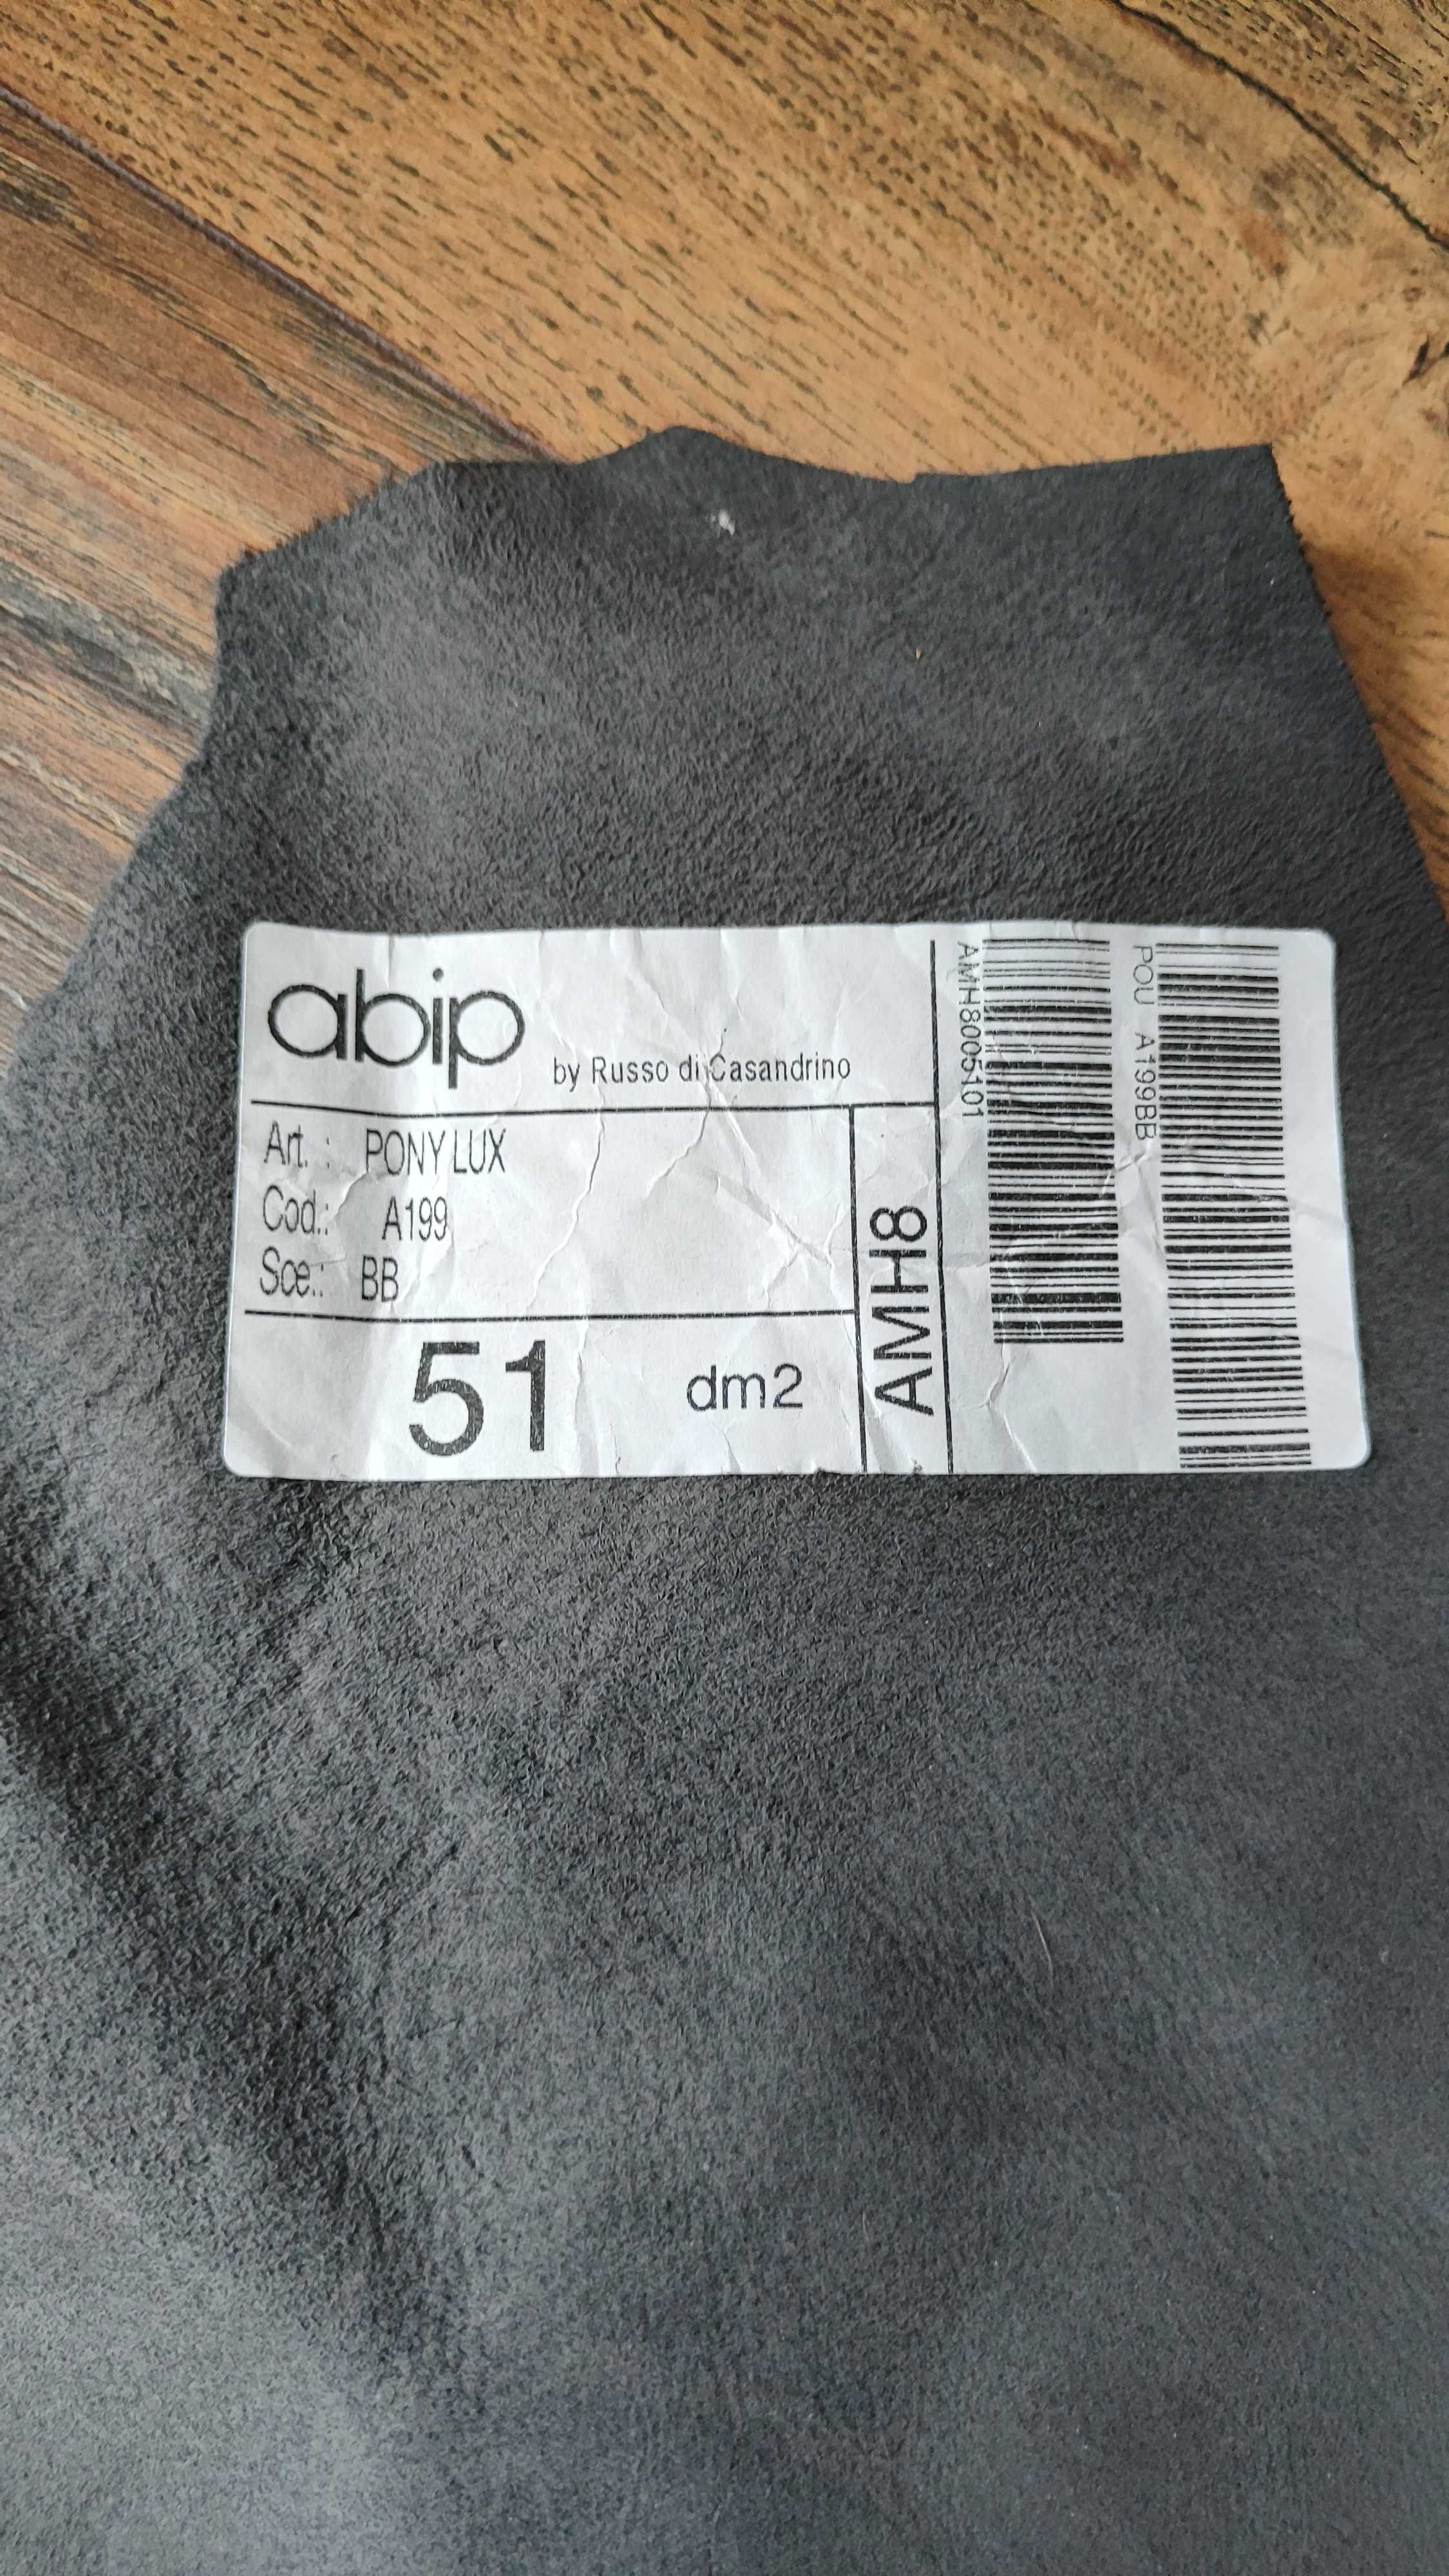 abip
by Russo di Casandrino
Art. : PONY LUX
Cod.: A199
Sce.: BB
51 dm2
AMH8
AMH8005101
POU A199BB